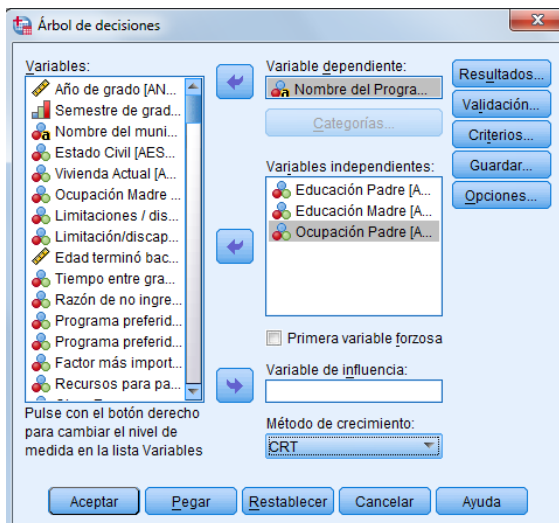 Árbol de decisiones
Variables:
Año de grado [AN...
Semestre de grad...
Nombre del muni...
Estado Civil [AES...
Vivienda Actual [A...
Ocupación Madre ...
Limitaciones / dis...
Limitación/discap...
Edad terminó bac...
Tiempo entre gra...
Razón de no ingre...
Programa preferid...
Programa preferid...
Factor más import...
Recursos para pa...
Pulse con el botón derecho
para cambiar el nivel de
medida en la lista Variables
Variable dependiente:
Nombre del Progra...
Categorías...
Variables independientes:
Educación Padre [A...
Educación Madre [A...
Ocupación Padre [A...
Primera variable forzosa
Variable de influencia:
Método de crecimiento:
CRT
Resultados...
Validación...
Criterios...
Guardar...
Opciones...
Aceptar
Pegar
Restablecer
Cancelar
Ayuda